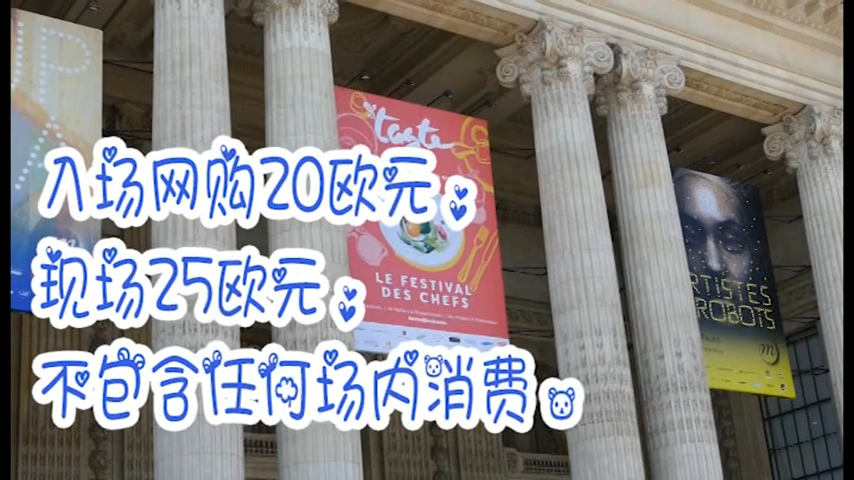 入场网购20欧元；
现场25欧元；
不包含任何场内消费。
taste
LE FESTIVAL
DES CHEFS
ARTISTES
ROBOTS
m